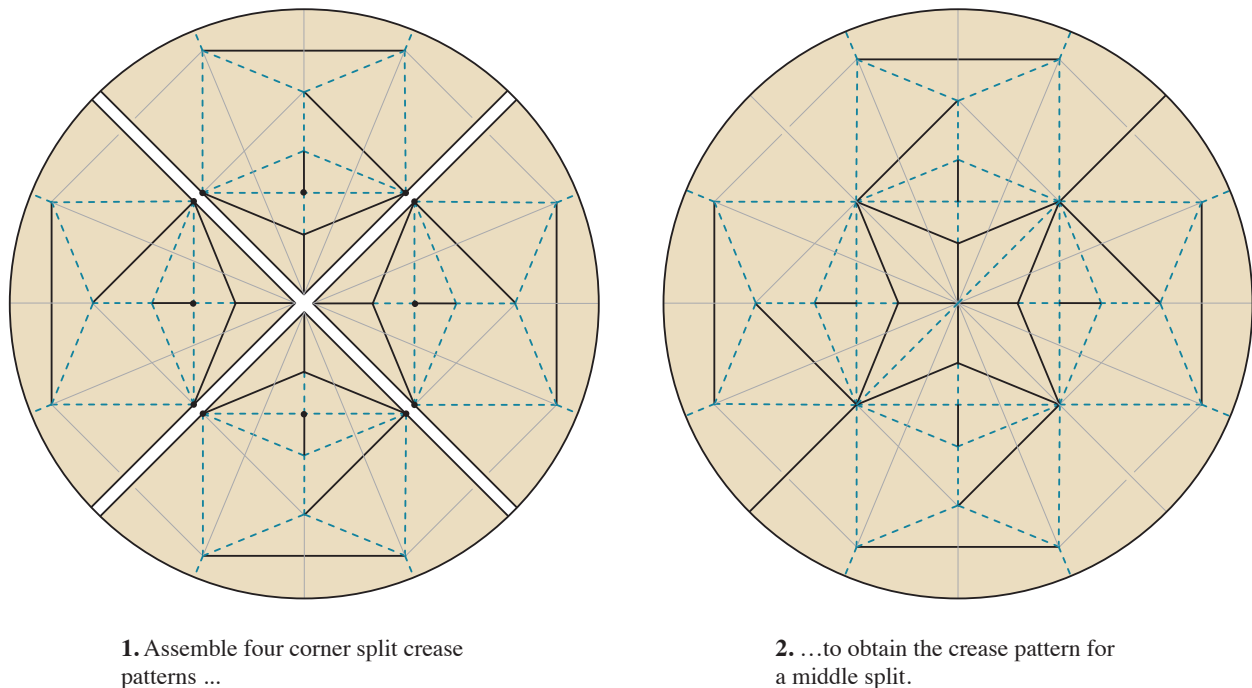 1. Assemble four corner split crease
patterns ...
2. …to obtain the crease pattern for
a middle split.